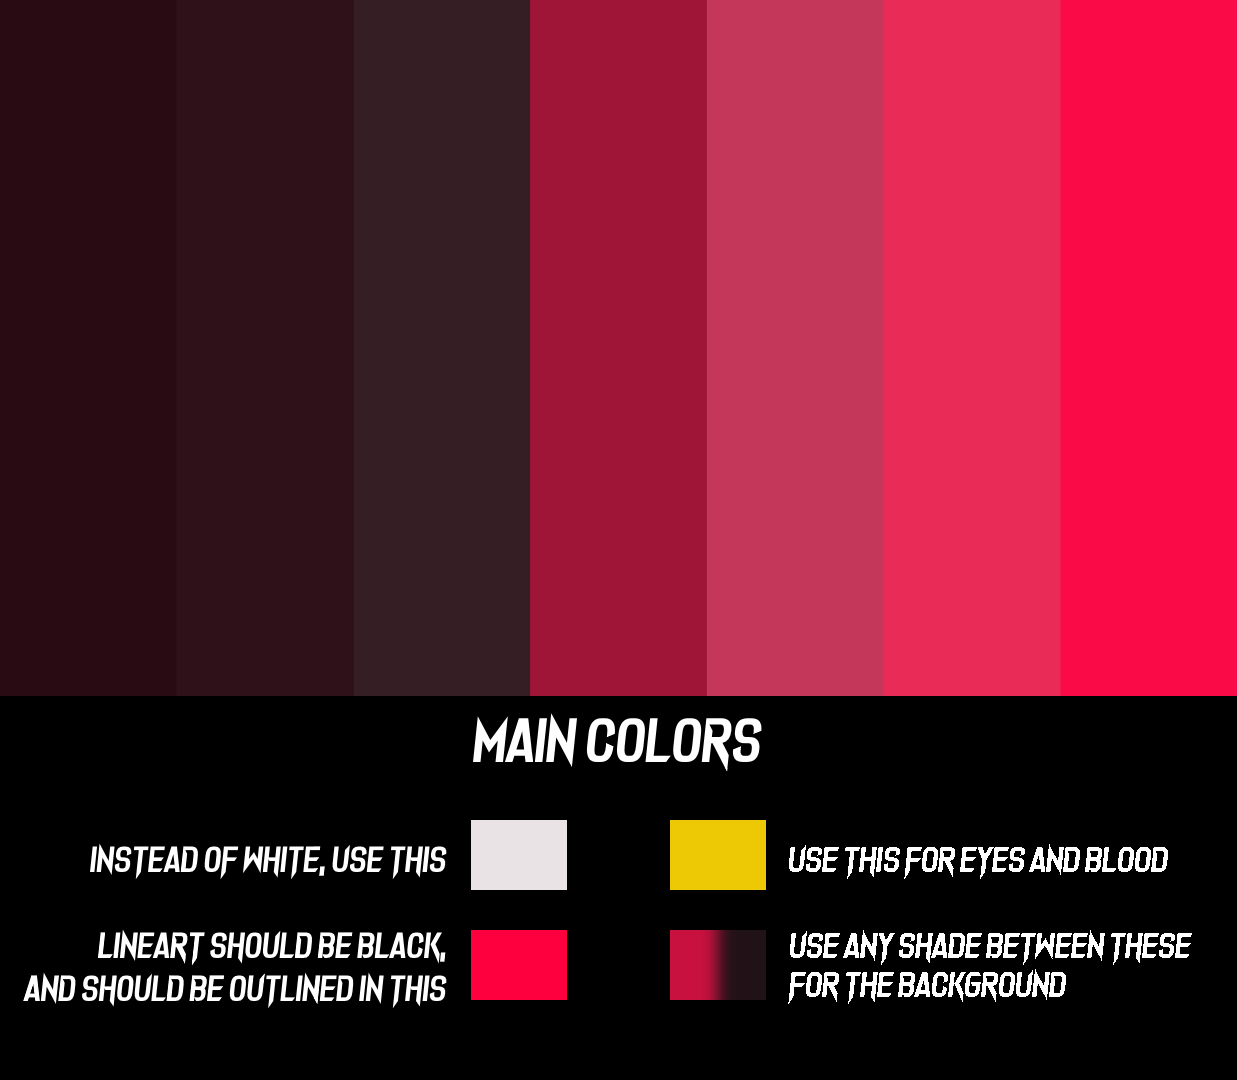 MAIN COLORS
INSTEAD OF WHITE, USE THIS
USE THIS FOR EYES AND BLOOD
LINEART SHOULD BE BLACK,
AND SHOULD BE OUTLINED IN THIS
USE ANY SHADE BETWEEN THESE
FOR THE BACKGROUND